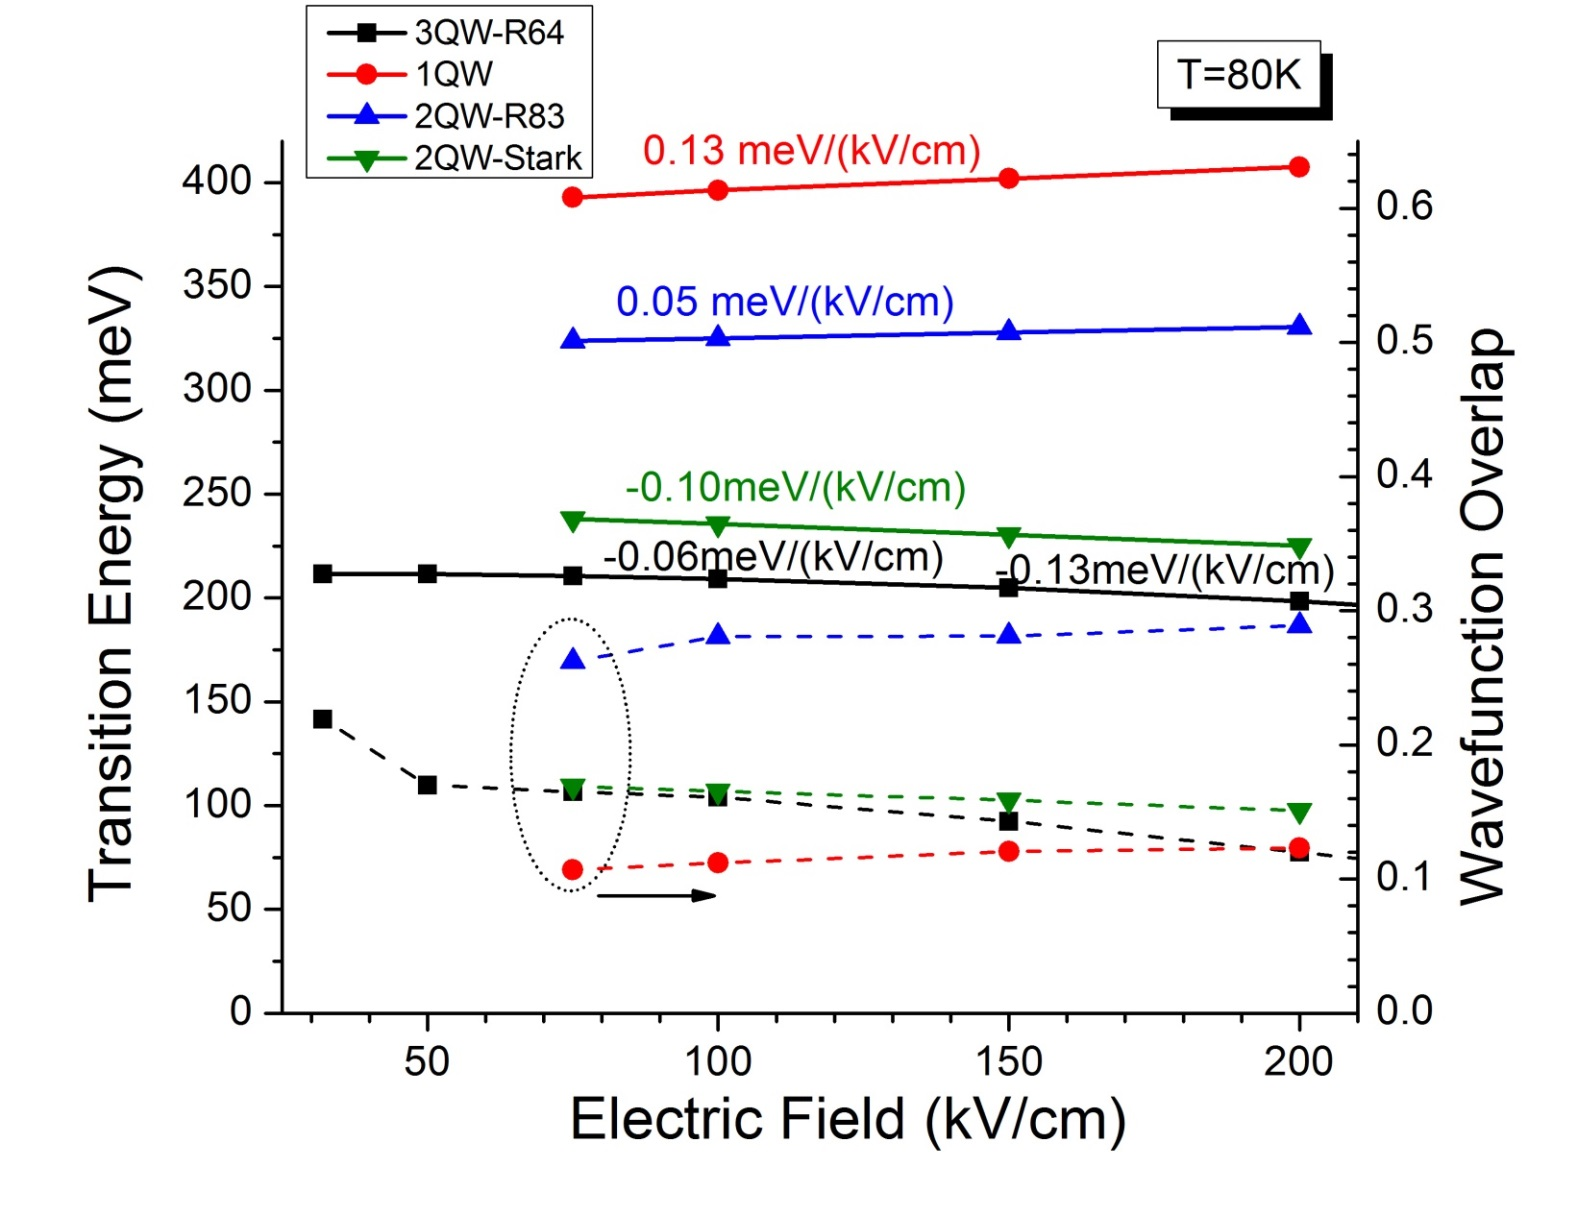 3QW-R64
1QW
2QW-R83
2QW-Stark
T=80K
0.13 meV/(kV/cm)
0.05 meV/(kV/cm)
-0.10meV/(kV/cm)
-0.06meV/(kV/cm)
-0.13meV/(kV/cm)
Transition Energy (meV)
400
350
300
250
200
150
100
50
0
Wavefunction Overlap
0.6
0.5
0.4
0.3
0.2
0.1
0.0
50
100
150
200
Electric Field (kV/cm)